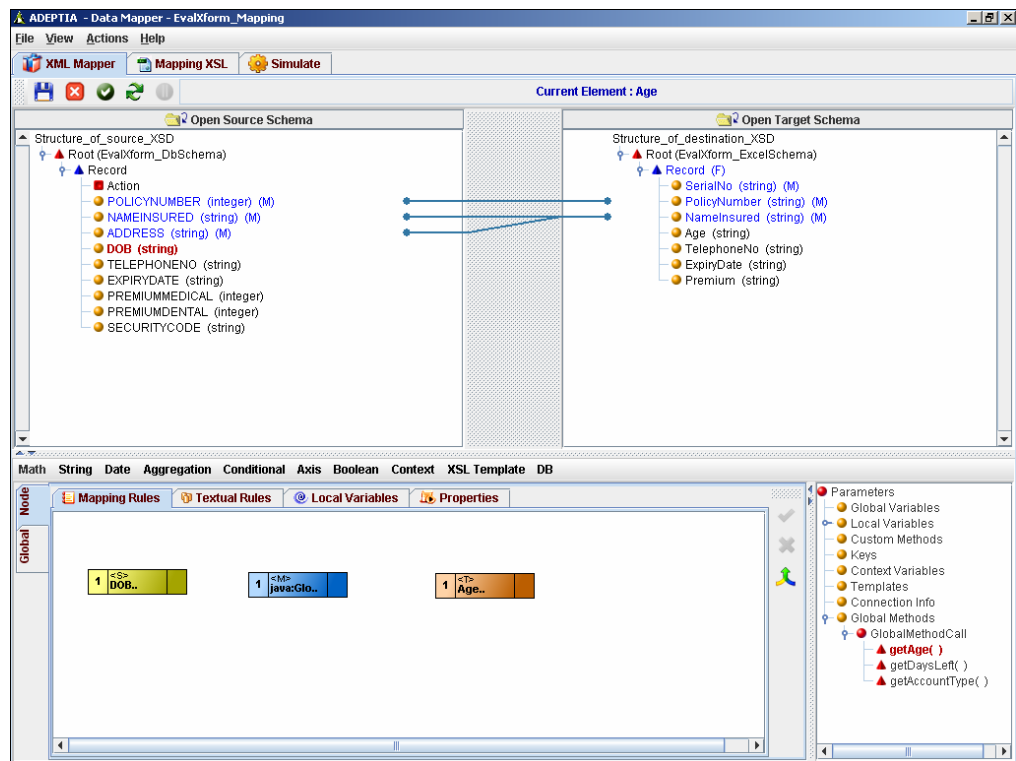 ADEPTIA - Data Mapper - EvalXform_Mapping
File View Actions Help
XML Mapper Mapping XSL Simulate
Current Element : Age
Open Source Schema
Structure_of_source_XSD
Root (EvalXform_DbSchema)
Record
Action
POLICYNUMBER (integer) (M)
NAMEINSURED (string) (M)
ADDRESS (string) (M)
DOB (string)
TELEPHONENO (string)
EXPIRYDATE (string)
PREMIUMMEDICAL (integer)
PREMIUMDENTAL (integer)
SECURITYCODE (string)
Open Target Schema
Structure_of_destination_XSD
Root (EvalXform_ExcelSchema)
Record (F)
SerialNo (string) (M)
PolicyNumber (string) (M)
NameInsured (string) (M)
Age (string)
TelephoneNo (string)
ExpiryDate (string)
Premium (string)
Math String Date Aggregation Conditional Axis Boolean Context XSL Template DB
Node
Global
Mapping Rules Textual Rules Local Variables Properties
1 <S> DOB..
1 <M> java:Glo..
1 <T> Age..
Parameters
Global Variables
Local Variables
Custom Methods
Keys
Context Variables
Templates
Connection Info
Global Methods
GlobalMethodCall
getAge( )
getDaysLeft( )
getAccountType( )